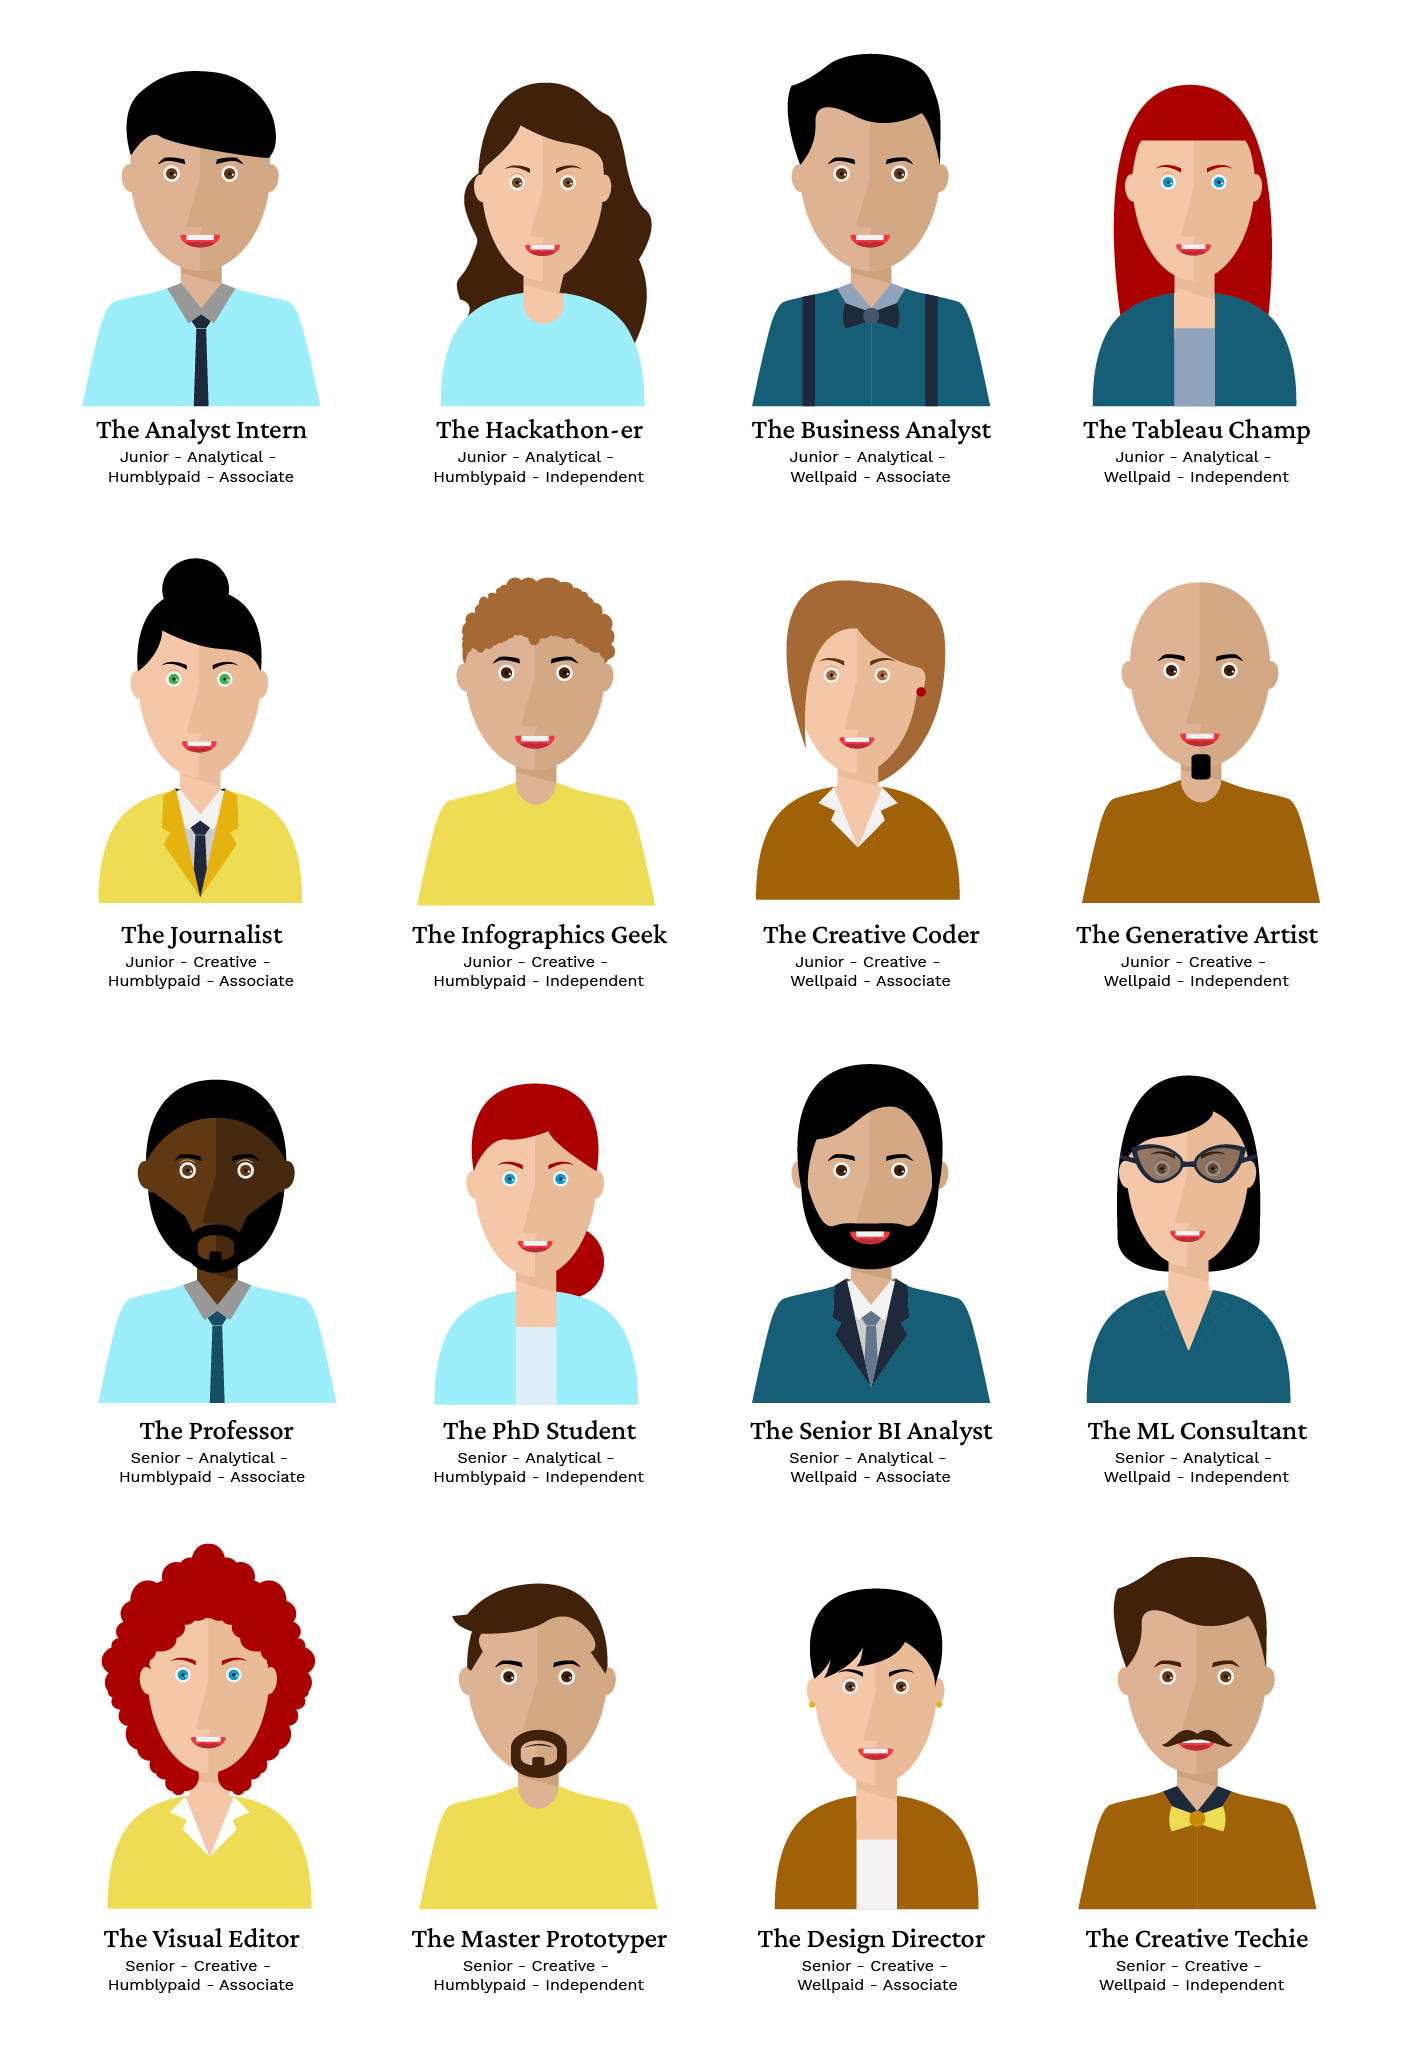 The Analyst Intern
Junior - Analytical -
Humblypaid - Associate
The Hackathon-er
Junior - Analytical -
Humblypaid - Independent
The Business Analyst
Junior - Analytical -
Wellpaid - Associate
The Tableau Champ
Junior - Analytical -
Wellpaid - Independent
The Journalist
Junior - Creative -
Humblypaid - Associate
The Infographics Geek
Junior - Creative -
Humblypaid - Independent
The Creative Coder
Junior - Creative -
Wellpaid - Associate
The Generative Artist
Junior - Creative -
Wellpaid - Independent
The Professor
Senior - Analytical -
Humblypaid - Associate
The PhD Student
Senior - Analytical -
Humblypaid - Independent
The Senior BI Analyst
Senior - Analytical -
Wellpaid - Associate
The ML Consultant
Senior - Analytical -
Wellpaid - Independent
The Visual Editor
Senior - Creative -
Humblypaid - Associate
The Master Prototyper
Senior - Creative -
Humblypaid - Independent
The Design Director
Senior - Creative -
Wellpaid - Associate
The Creative Techie
Senior - Creative -
Wellpaid - Independent